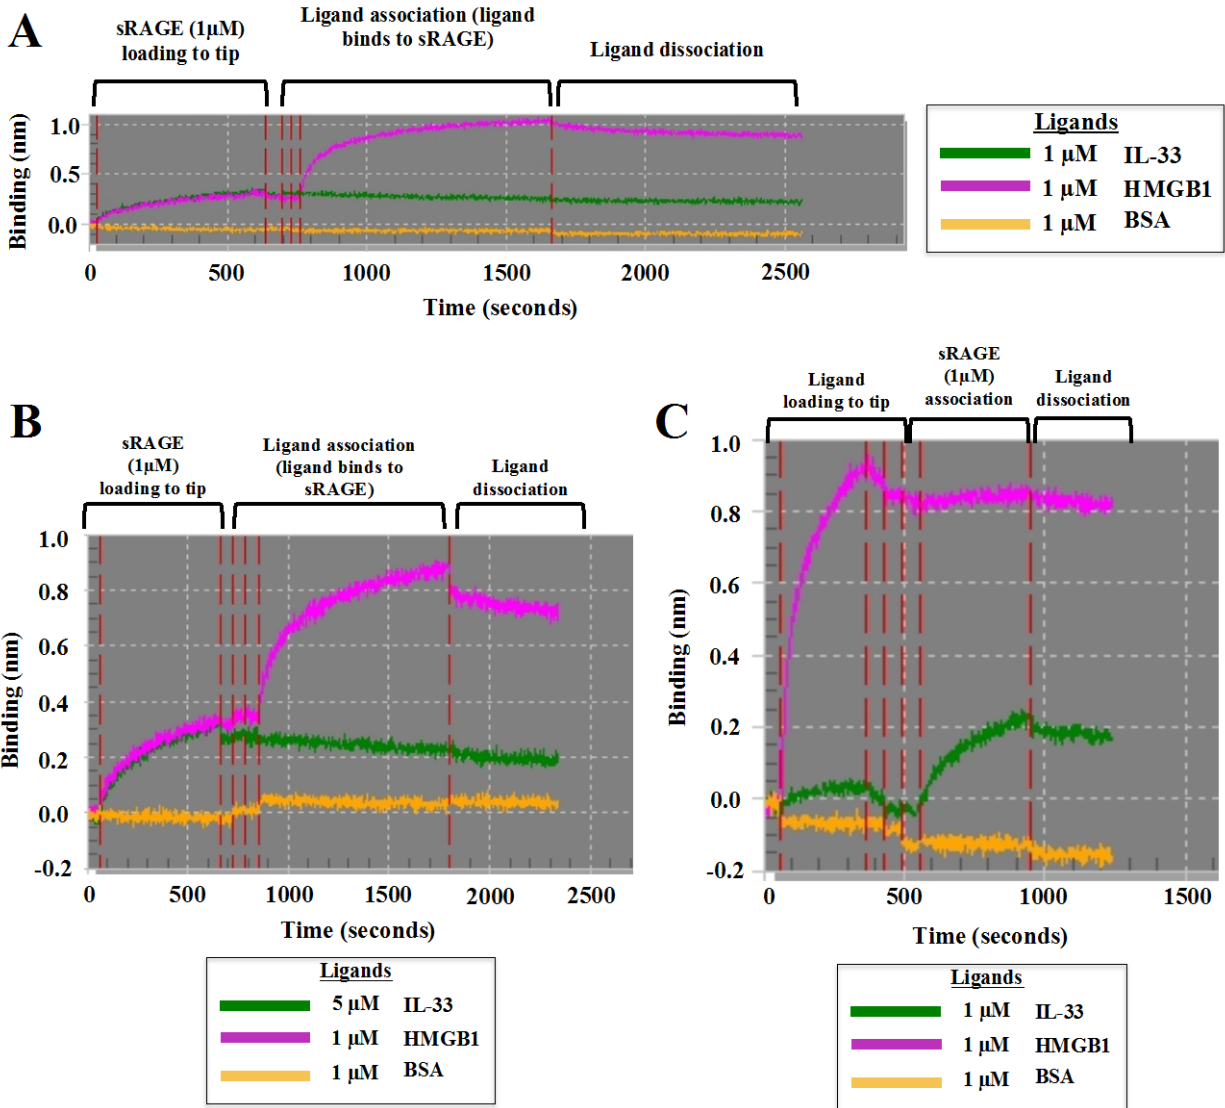 A
sRAGE (1µM)
loading to tip
Ligand association (ligand
binds to sRAGE)
Ligand dissociation
Binding (nm)
1.0
0.5
0.0
0 500 1000 1500 2000 2500
Time (seconds)
Ligands
1 µM IL-33
1 µM HMGB1
1 µM BSA
B
sRAGE
(1µM)
loading to tip
Ligand association
(ligand binds to
sRAGE)
Ligand
dissociation
Binding (nm)
1.0
0.8
0.6
0.4
0.2
0.0
-0.2
0 500 1000 1500 2000 2500
Time (seconds)
Ligands
5 µM IL-33
1 µM HMGB1
1 µM BSA
C
Ligand
loading to tip
sRAGE
(1µM)
association
Ligand
dissociation
Binding (nm)
1.0
0.8
0.6
0.4
0.2
0.0
-0.2
0 500 1000 1500
Time (seconds)
Ligands
1 µM IL-33
1 µM HMGB1
1 µM BSA